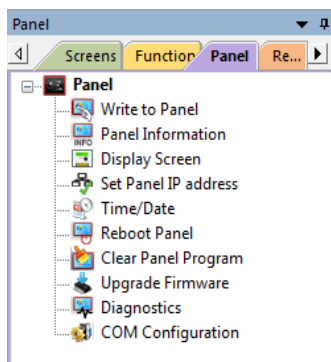 Panel
Screens Function Panel Re...
Panel
Write to Panel
INFO Panel Information
Display Screen
Set Panel IP address
Time/Date
Reboot Panel
Clear Panel Program
Upgrade Firmware
Diagnostics
COM Configuration